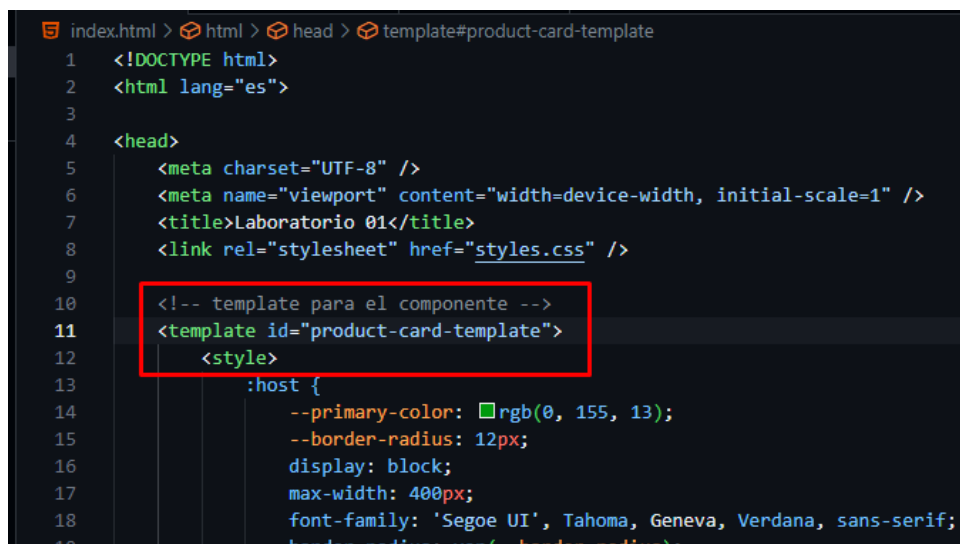 index.html > html > head > template#product-card-template
1 <!DOCTYPE html>
2 <html lang="es">
3
4 <head>
5 <meta charset="UTF-8" />
6 <meta name="viewport" content="width=device-width, initial-scale=1" />
7 <title>Laboratorio 01</title>
8 <link rel="stylesheet" href="styles.css" />
9
10 <!-- template para el componente -->
11 <template id="product-card-template">
12 <style>
13 :host {
14 --primary-color: rgb(0, 155, 13);
15 --border-radius: 12px;
16 display: block;
17 max-width: 400px;
18 font-family: 'Segoe UI', Tahoma, Geneva, Verdana, sans-serif;